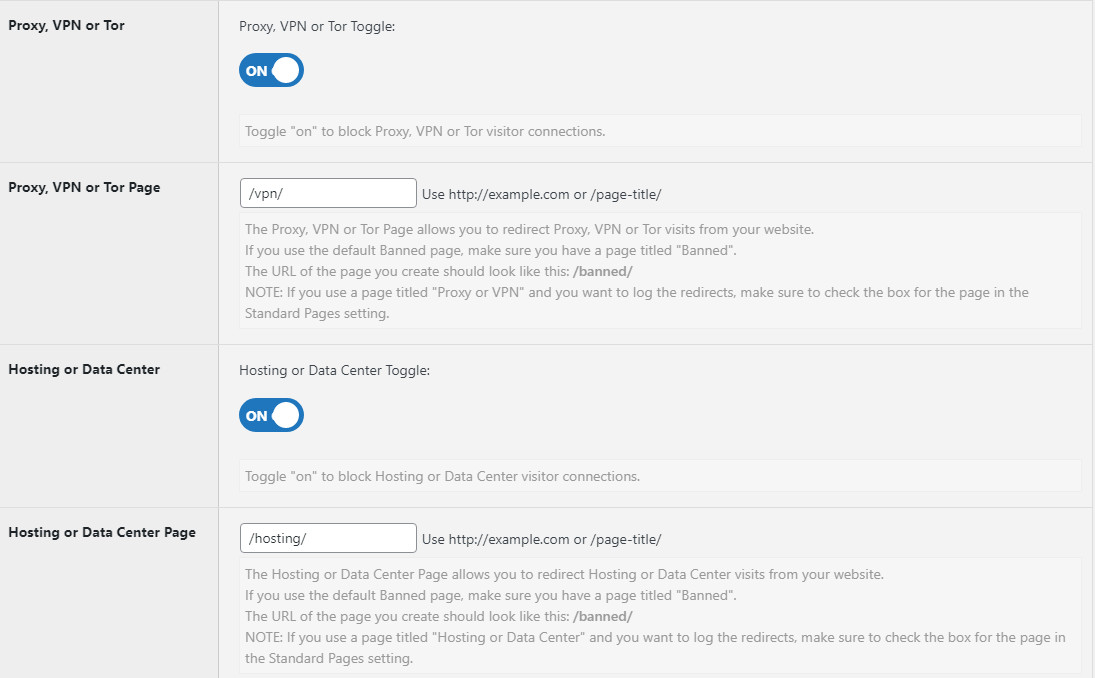 Proxy, VPN or Tor
Proxy, VPN or Tor Toggle:
ON
Toggle "on" to block Proxy, VPN or Tor visitor connections.
Proxy, VPN or Tor Page
/vpn/ Use http://example.com or /page-title/
The Proxy, VPN or Tor Page allows you to redirect Proxy, VPN or Tor visits from your website.
If you use the default Banned page, make sure you have a page titled "Banned".
The URL of the page you create should look like this: /banned/
NOTE: If you use a page titled "Proxy or VPN" and you want to log the redirects, make sure to check the box for the page in the
Standard Pages setting.
Hosting or Data Center
Hosting or Data Center Toggle:
ON
Toggle "on" to block Hosting or Data Center visitor connections.
Hosting or Data Center Page
/hosting/ Use http://example.com or /page-title/
The Hosting or Data Center Page allows you to redirect Hosting or Data Center visits from your website.
If you use the default Banned page, make sure you have a page titled "Banned".
The URL of the page you create should look like this: /banned/
NOTE: If you use a page titled "Hosting or Data Center" and you want to log the redirects, make sure to check the box for the page in
the Standard Pages setting.